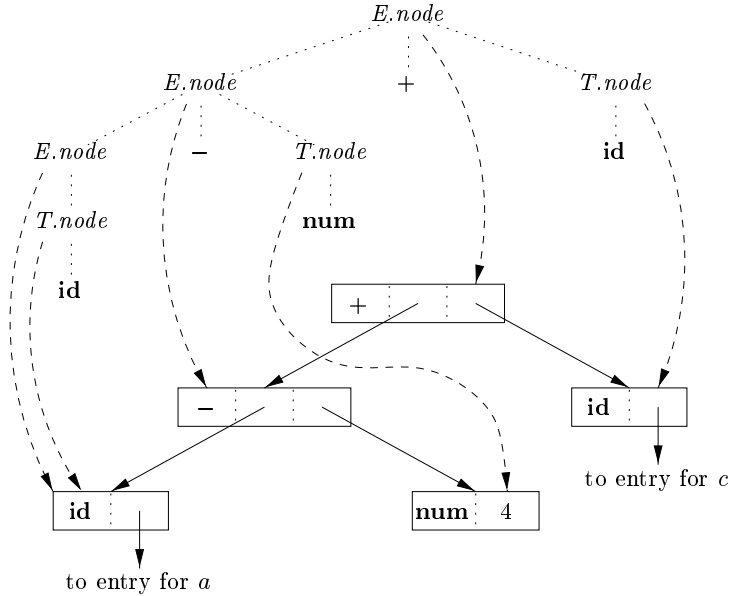 E.node
E.node + T.node
E.node − T.node id
T.node num
id
+
− id
to entry for c
id num 4
to entry for a